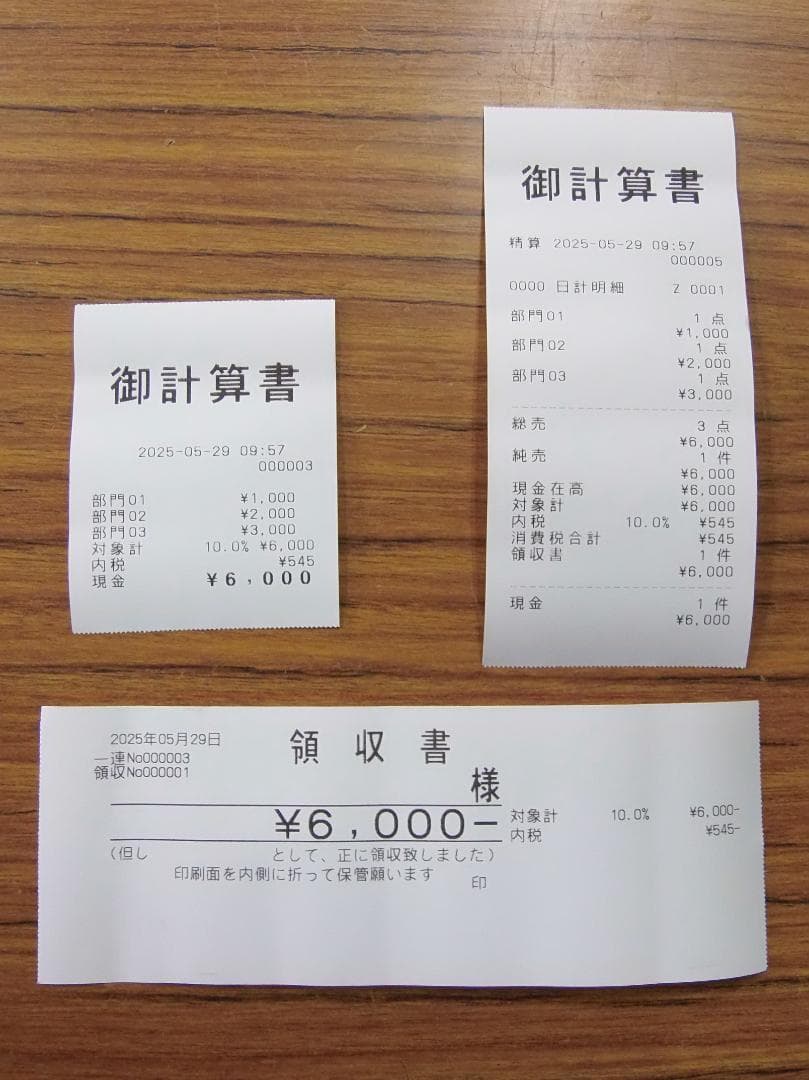 御計算書
2025-05-29 09:57
000003
部門01 ¥1,000
部門02 ¥2,000
部門03 ¥3,000
対象計 10.0% ¥6,000
内税 ¥545
現金 ¥6,000
御計算書
精算 2025-05-29 09:57
000005
0000 日計明細 Z 0001
部門01 1 点
¥1,000
部門02 1 点
¥2,000
部門03 1 点
¥3,000
総売 3 点
¥6,000
純売 1 件
¥6,000
現金在高 ¥6,000
対象計 ¥6,000
内税 10.0% ¥545
消費税合計 ¥545
領収書 1 件
¥6,000
現金 1 件
¥6,000
2025年05月29日 領収書
一連No000003
領収No000001
様
¥6,000-
対象計 10.0% ¥6,000-
内税 ¥545-
(但し として、正に領収致しました)
印刷面を内側に折って保管願います 印